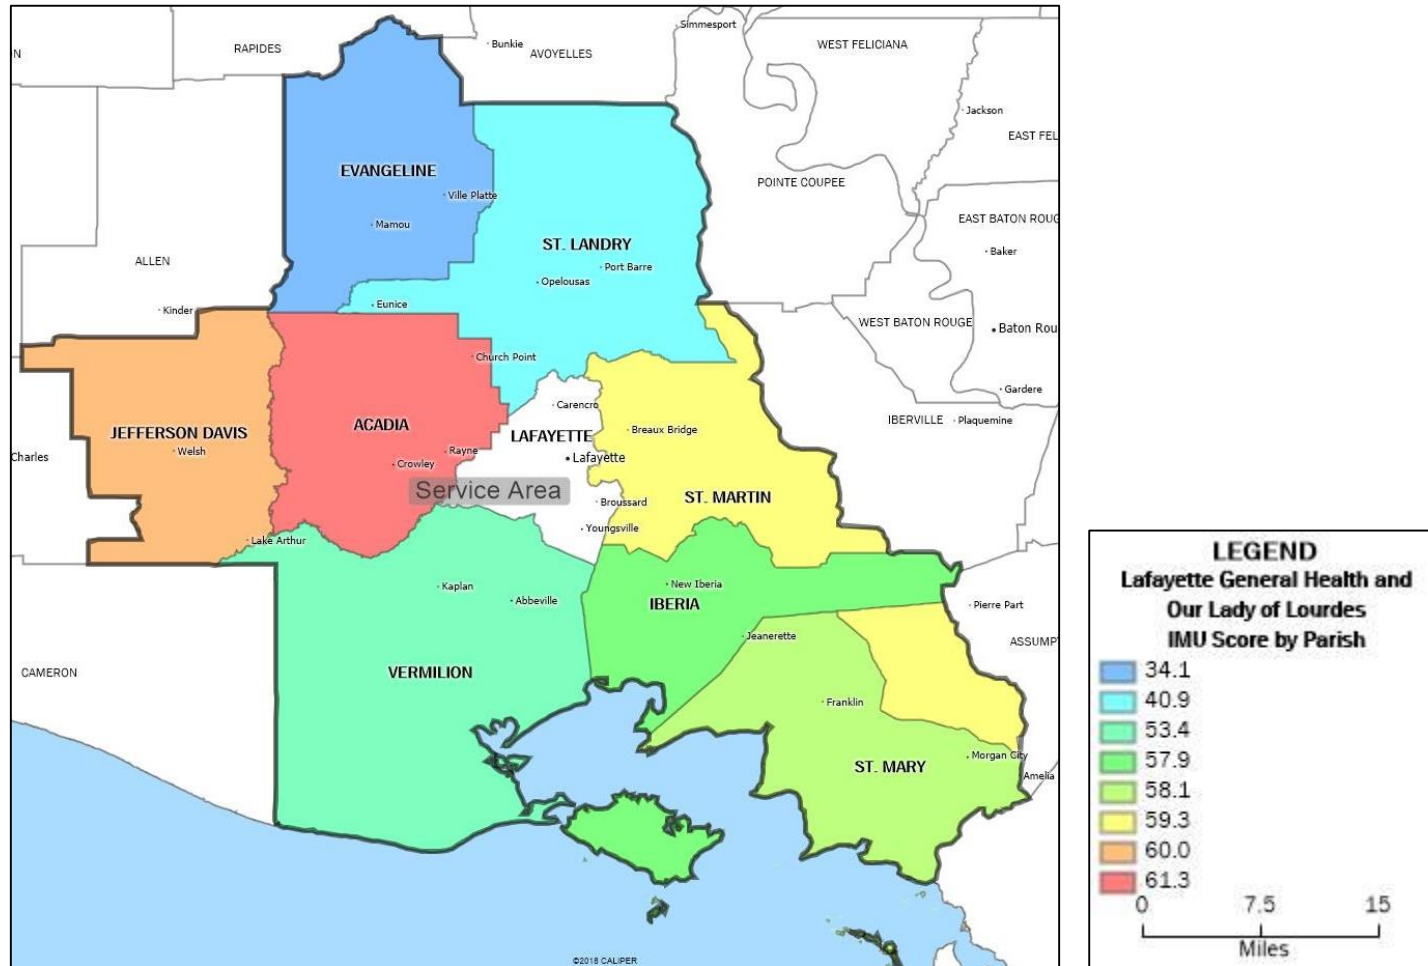 Simmesport
WEST FELICIANA
RAPIDES
Bunkie
AVOYELLES
N
Jackson
EAST FEL
EVANGELINE
POINTE COUPEE
Ville Platte
EAST BATON ROUG
Mamou
ST. LANDRY
Baker
ALLEN
Port Barre
Opelousas
Eunice
Kinder
WEST BATON ROUGE
Baton Rou
Church Point
Gardere
Carencro
IBERVILLE
Plaquemine
ACADIA
JEFFERSON DAVIS
LAFAYETTE
Breaux Bridge
Welsh
Rayne
Lafayette
Charles
Crowley
Service Area
ST. MARTIN
Broussard
Youngsville
Lake Arthur
Kaplan
New Iberia
Abbeville
IBERIA
Pierre Part
Jeanerette
ASSUMP
CAMERON
VERMILION
Franklin
Morgan City
ST. MARY
Amelia
©2018 CALIPER
LEGEND
Lafayette General Health and
Our Lady of Lourdes
IMU Score by Parish
34.1
40.9
53.4
57.9
58.1
59.3
60.0
61.3
0 7.5 15
Miles